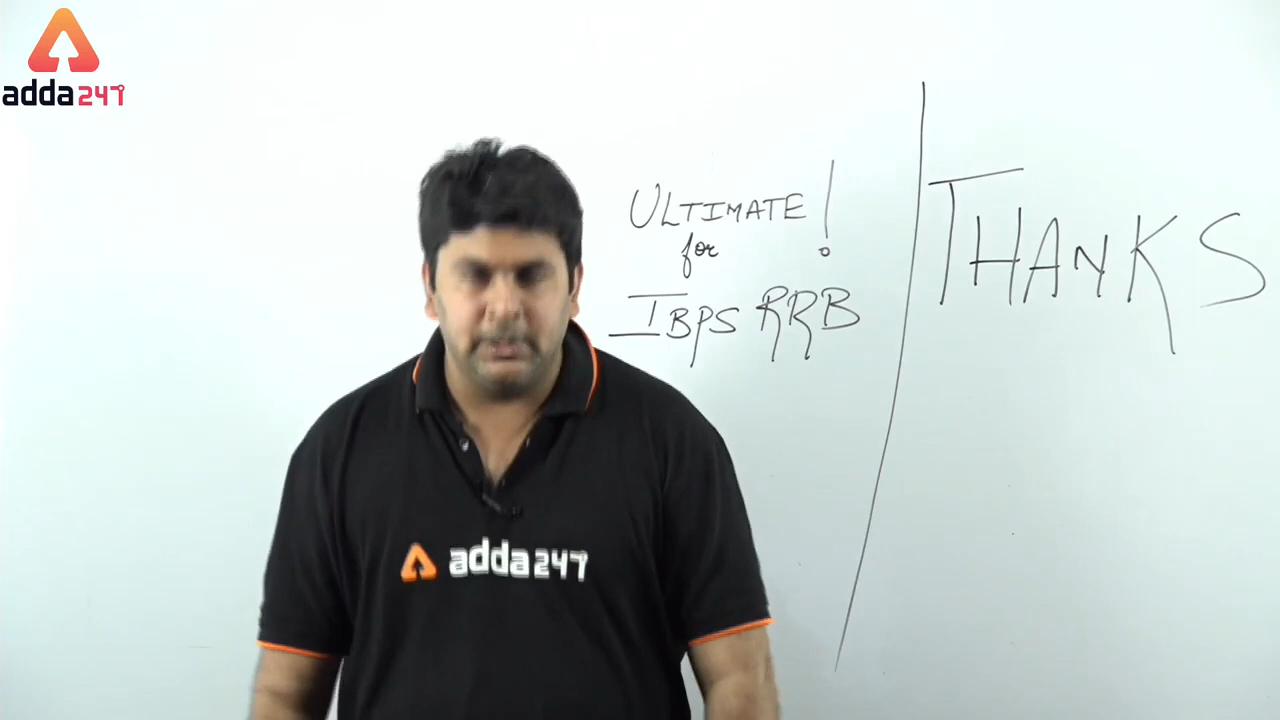 adda247
ULTIMATE !
for
IBPS RRB
THANKS
adda247